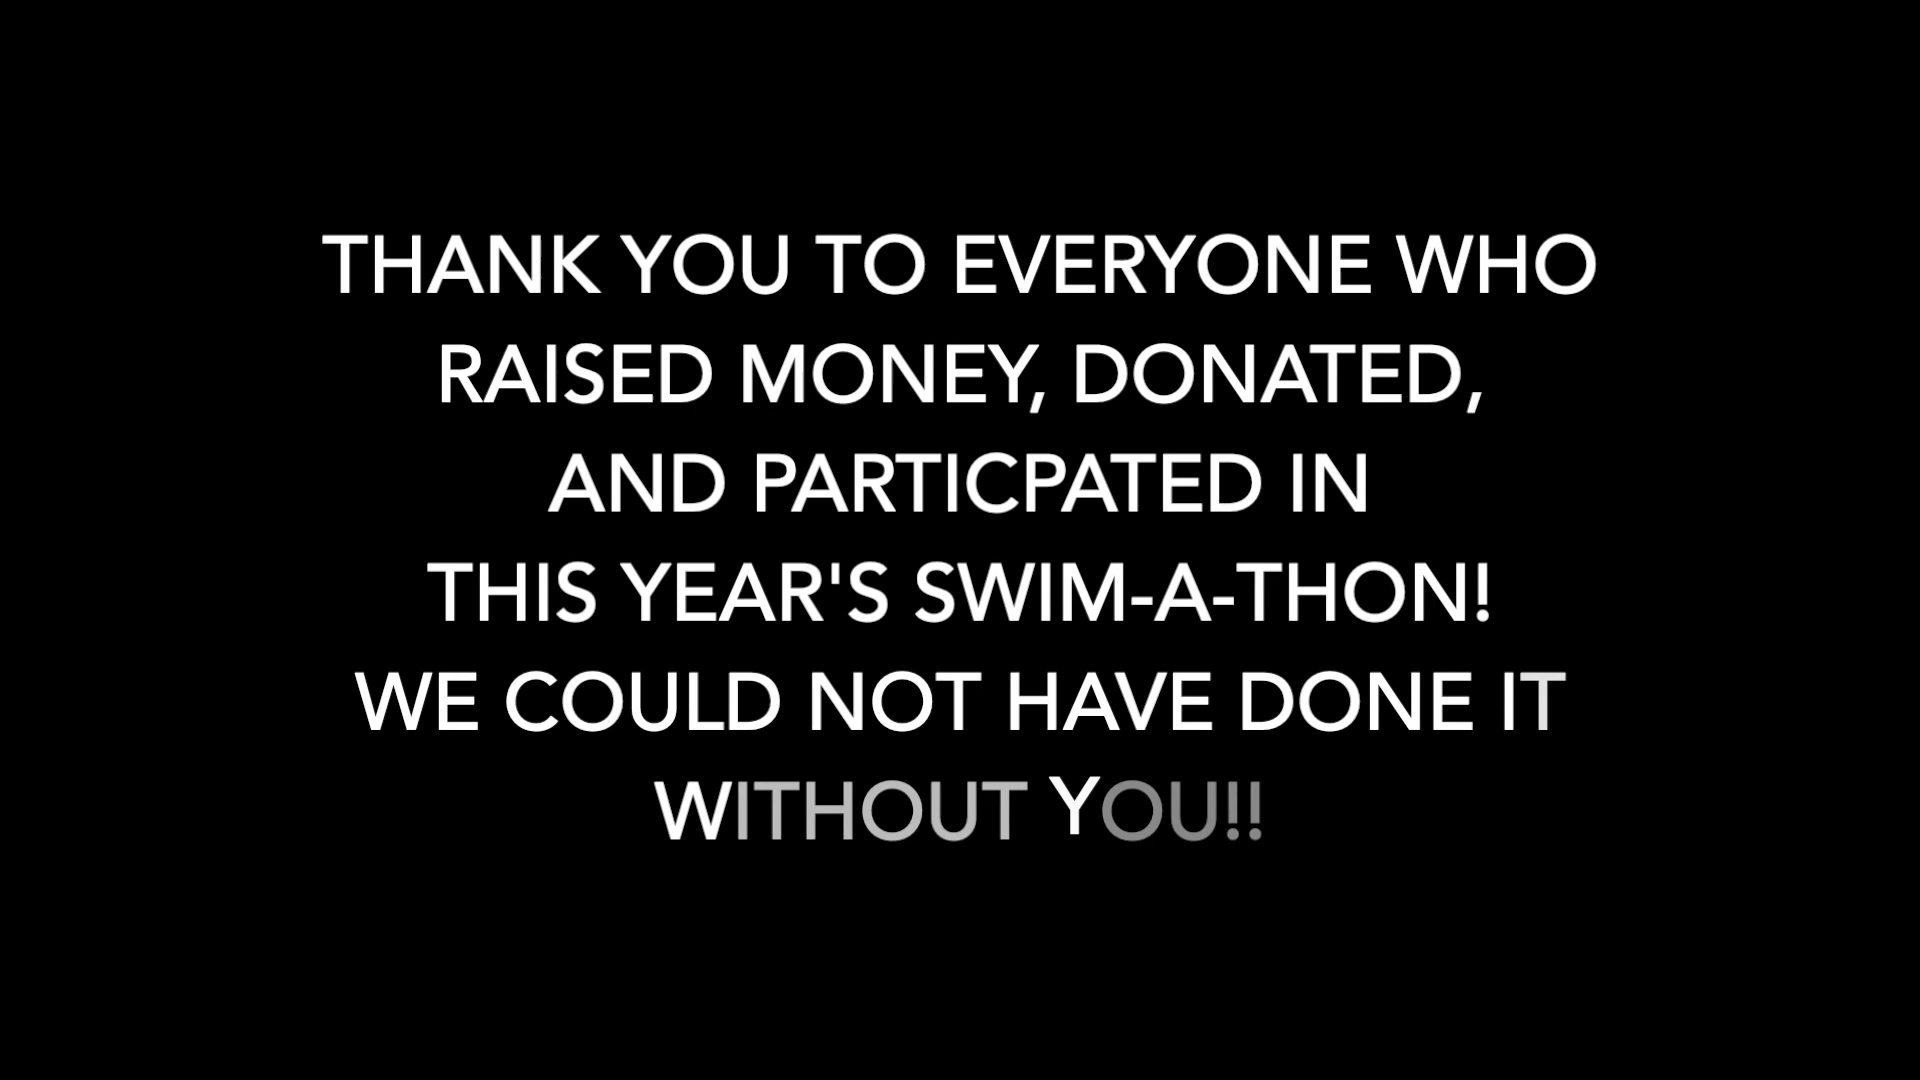 THANK YOU TO EVERYONE WHO
RAISED MONEY, DONATED,
AND PARTICPATED IN
THIS YEAR'S SWIM-A-THON!
WE COULD NOT HAVE DONE IT
WITHOUT YOU!!